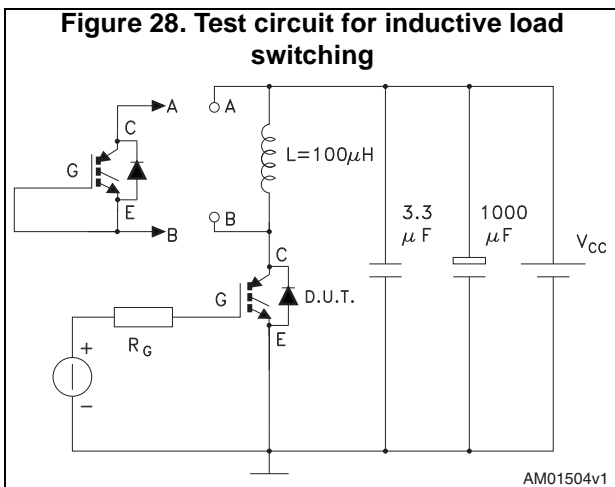 Figure 28. Test circuit for inductive load
switching
A
A
C
G
E
B
B
L=100μH
3.3
μF
1000
μF
VCC
C
G
D.U.T.
E
RG
+
−
AM01504v1